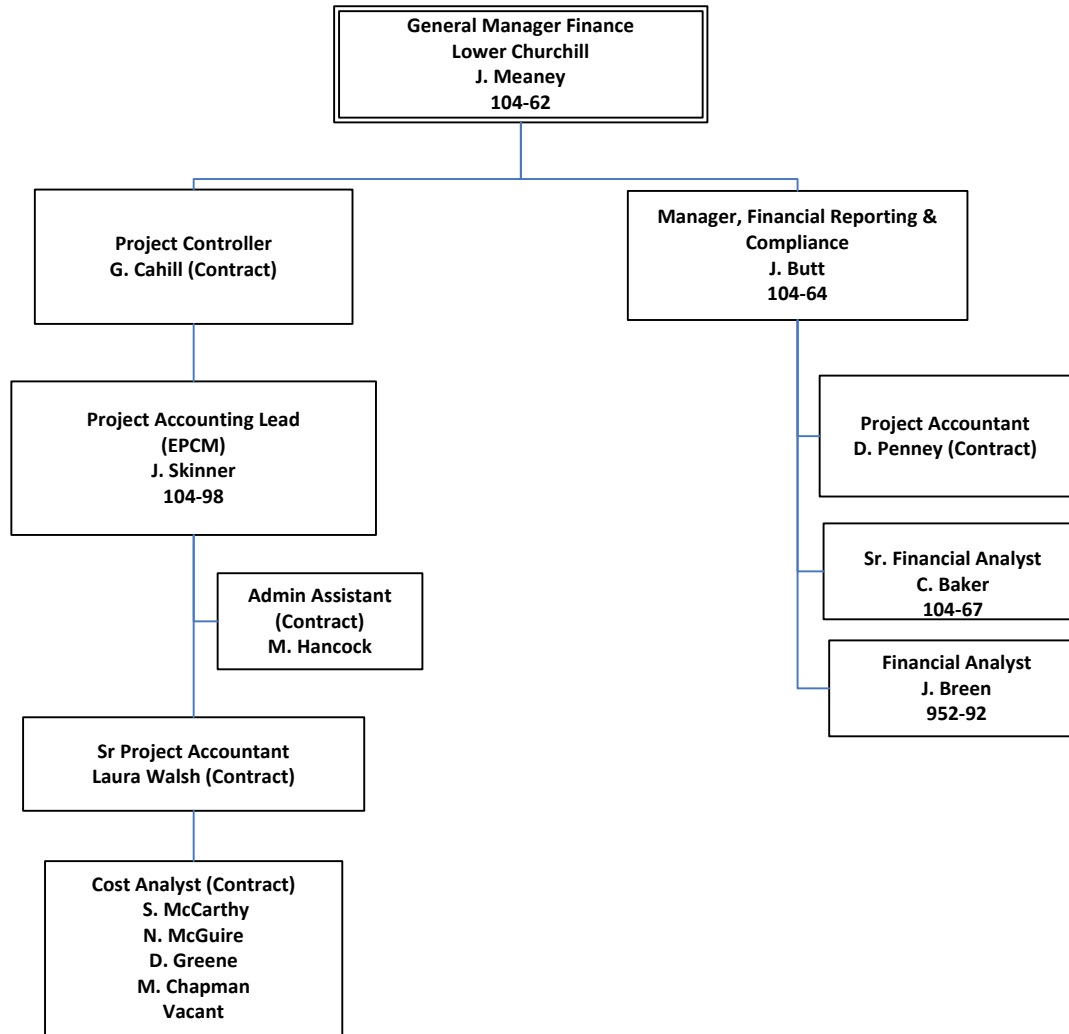 General Manager Finance
Lower Churchill
J. Meaney
104-62
Project Controller
G. Cahill (Contract)
Manager, Financial Reporting &
Compliance
J. Butt
104-64
Project Accounting Lead
(EPCM)
J. Skinner
104-98
Project Accountant
D. Penney (Contract)
Sr. Financial Analyst
C. Baker
104-67
Admin Assistant
(Contract)
M. Hancock
Financial Analyst
J. Breen
952-92
Sr Project Accountant
Laura Walsh (Contract)
Cost Analyst (Contract)
S. McCarthy
N. McGuire
D. Greene
M. Chapman
Vacant